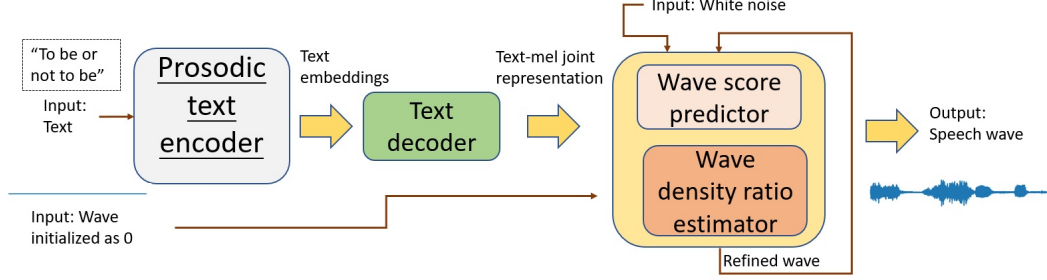 Input: White noise
“To be or
not to be”
Input:
Text
Prosodic
text
encoder
Text
embeddings
Text
decoder
Text-mel joint
representation
Wave score
predictor
Wave
density ratio
estimator
Output:
Speech wave
Input: Wave
initialized as 0
Refined wave